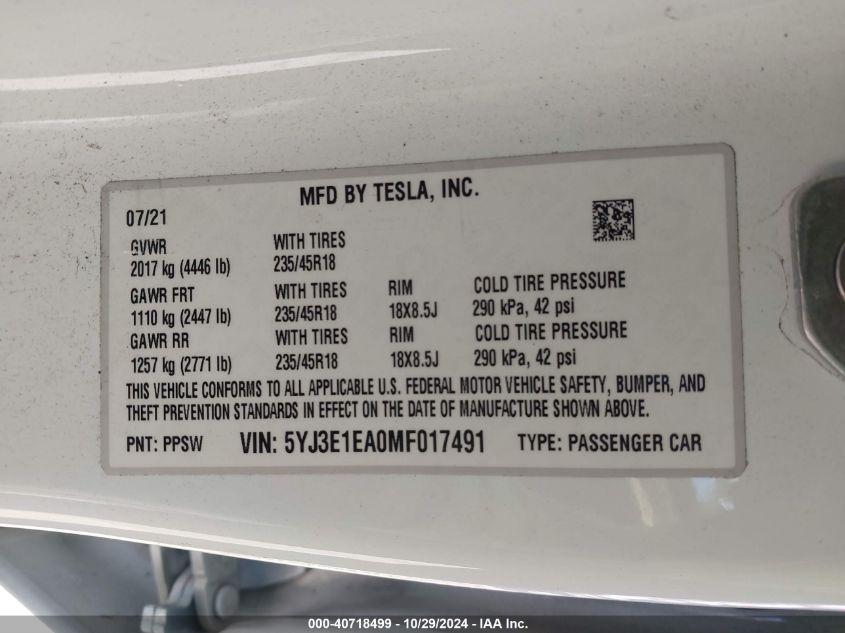 MFD BY TESLA, INC.
07/21
GVWR WITH TIRES
2017 kg (4446 lb) 235/45R18
GAWR FRT WITH TIRES RIM COLD TIRE PRESSURE
1110 kg (2447 lb) 235/45R18 18X8.5J 290 kPa, 42 psi
GAWR RR WITH TIRES RIM COLD TIRE PRESSURE
1257 kg (2771 lb) 235/45R18 18X8.5J 290 kPa, 42 psi
THIS VEHICLE CONFORMS TO ALL APPLICABLE U.S. FEDERAL MOTOR VEHICLE SAFETY, BUMPER, AND
THEFT PREVENTION STANDARDS IN EFFECT ON THE DATE OF MANUFACTURE SHOWN ABOVE.
PNT: PPSW VIN: 5YJ3E1EA0MF017491 TYPE: PASSENGER CAR
000-40718499 - 10/29/2024 - IAA Inc.